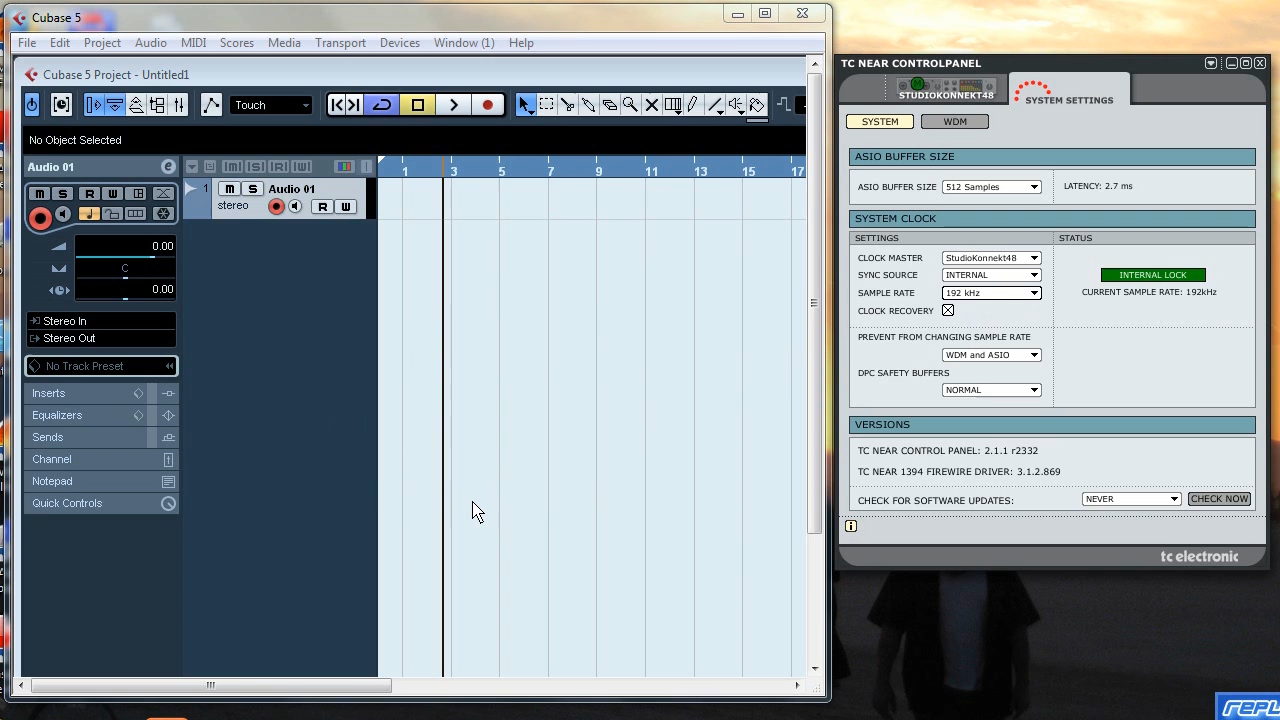 Cubase 5
File Edit Project Audio MIDI Scores Media Transport Devices Window (1) Help
Cubase 5 Project - Untitled1
Touch
No Object Selected
Audio 01
M S R W
1 3 5 7 9 11 13 15 17
M S R W
1 M S Audio 01
stereo R W
0.00
C
0.00
Stereo In
Stereo Out
No Track Preset
Inserts
Equalizers
Sends
Channel
Notepad
Quick Controls
TC NEAR CONTROLPANEL
STUDIOKONNEKT48
SYSTEM SETTINGS
SYSTEM WDM
ASIO BUFFER SIZE
ASIO BUFFER SIZE 512 Samples LATENCY: 2.7 ms
SYSTEM CLOCK
SETTINGS STATUS
CLOCK MASTER StudioKonnekt48
SYNC SOURCE INTERNAL INTERNAL LOCK
SAMPLE RATE 192 kHz CURRENT SAMPLE RATE: 192kHz
CLOCK RECOVERY
PREVENT FROM CHANGING SAMPLE RATE
WDM and ASIO
DPC SAFETY BUFFERS
NORMAL
VERSIONS
TC NEAR CONTROL PANEL: 2.1.1 r2332
TC NEAR 1394 FIREWIRE DRIVER: 3.1.2.869
CHECK FOR SOFTWARE UPDATES: NEVER CHECK NOW
tc electronic